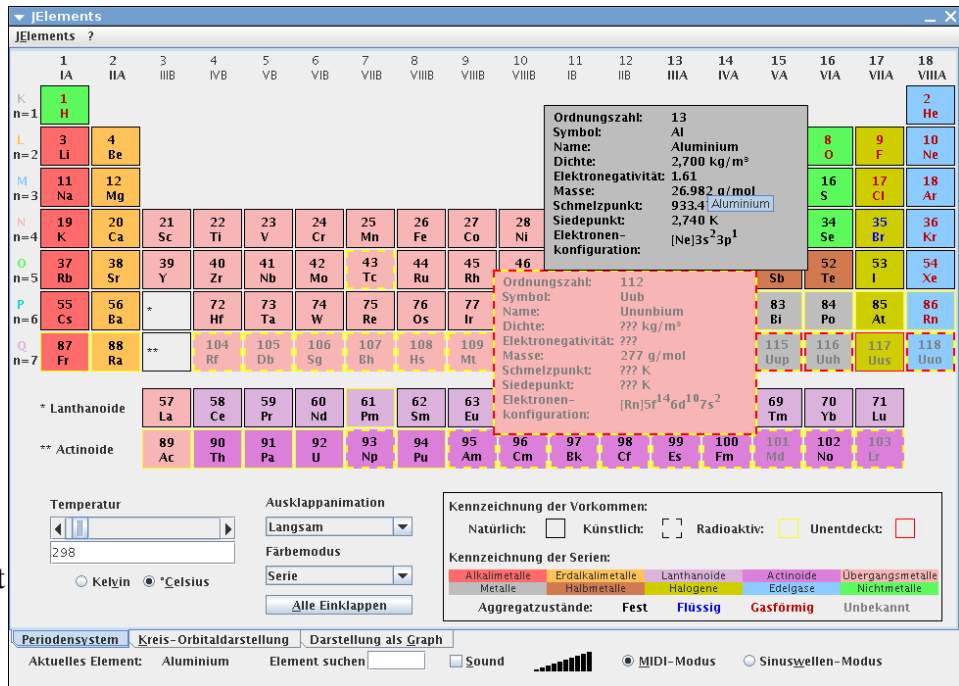 JElements
JElements ?
1 2 3 4 5 6 7 8 9 10 11 12 13 14 15 16 17 18
IA IIA IIIB IVB VB VIB VIIB VIIIB VIIIB VIIIB IB IIB IIIA IVA VA VIA VIIA VIIIA
K
n=1
1 2
H He
L
n=2
3 4 8 9 10
Li Be O F Ne
M
n=3
11 12 16 17 18
Na Mg S Cl Ar
N
n=4
19 20 21 22 23 24 25 26 27 28 34 35 36
K Ca Sc Ti V Cr Mn Fe Co Ni Se Br Kr
O
n=5
37 38 39 40 41 42 43 44 45 46 52 53 54
Rb Sr Y Zr Nb Mo Tc Ru Rh Sb Te I Xe
P
n=6
55 56 * 72 73 74 75 76 77 83 84 85 86
Cs Ba Hf Ta W Re Os Ir Bi Po At Rn
Q
n=7
87 88 ** 104 105 106 107 108 109 115 116 117 118
Fr Ra Rf Db Sg Bh Hs Mt Uup Uuh Uus Uuo
Ordnungszahl: 13
Symbol: Al
Name: Aluminium
Dichte: 2,700 kg/m³
Elektronegativität: 1.61
Masse: 26.982 g/mol
Schmelzpunkt: 933.4
Aluminium
Siedepunkt: 2,740 K
Elektronen-
konfiguration: [Ne]3s²3p¹
Ordnungszahl: 112
Symbol: Uub
Name: Ununbium
Dichte: ??? kg/m³
Elektronegativität: ???
Masse: 277 g/mol
Schmelzpunkt: ??? K
Siedepunkt: ??? K
Elektronen-
konfiguration: [Rn]5f¹⁴6d¹⁰7s²
* Lanthanoide
57 58 59 60 61 62 63 69 70 71
La Ce Pr Nd Pm Sm Eu Tm Yb Lu
** Actinoide
89 90 91 92 93 94 95 96 97 98 99 100 101 102 103
Ac Th Pa U Np Pu Am Cm Bk Cf Es Fm Md No Lr
Temperatur
298
Kelvin °Celsius
t
Ausklappanimation
Langsam
Färbemodus
Serie
Alle Einklappen
Kennzeichnung der Vorkommen:
Natürlich: Künstlich: Radioaktiv: Unentdeckt:
Kennzeichnung der Serien:
Alkalimetalle Erdalkalimetalle Lanthanoide Actinoide Übergangsmetalle
Metalle Halbmetalle Halogene Edelgase Nichtmetalle
Aggregatzustände: Fest Flüssig Gasförmig Unbekannt
Periodensystem Kreis-Orbitaldarstellung Darstellung als Graph
Aktuelles Element: Aluminium Element suchen Sound MIDI-Modus Sinuswellen-Modus